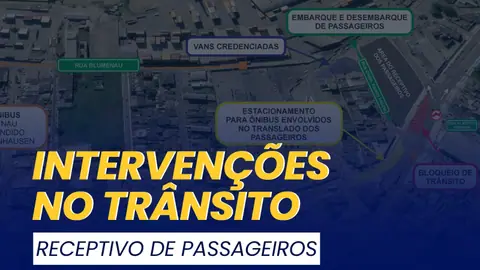 EMBARQUE E DESEMBARQUE
DE PASSAGEIROS
VANS CREDENCIADAS
RUA BLUMENAU
ESTACIONAMENTO
PARA ÔNIBUS ENVOLVIDOS
NO TRANSLADO DOS
PASSAGEIROS
BLOQUEIO DE
TRÂNSITO
INTERVENÇÕES
NO TRÂNSITO
RECEPTIVO DE PASSAGEIROS